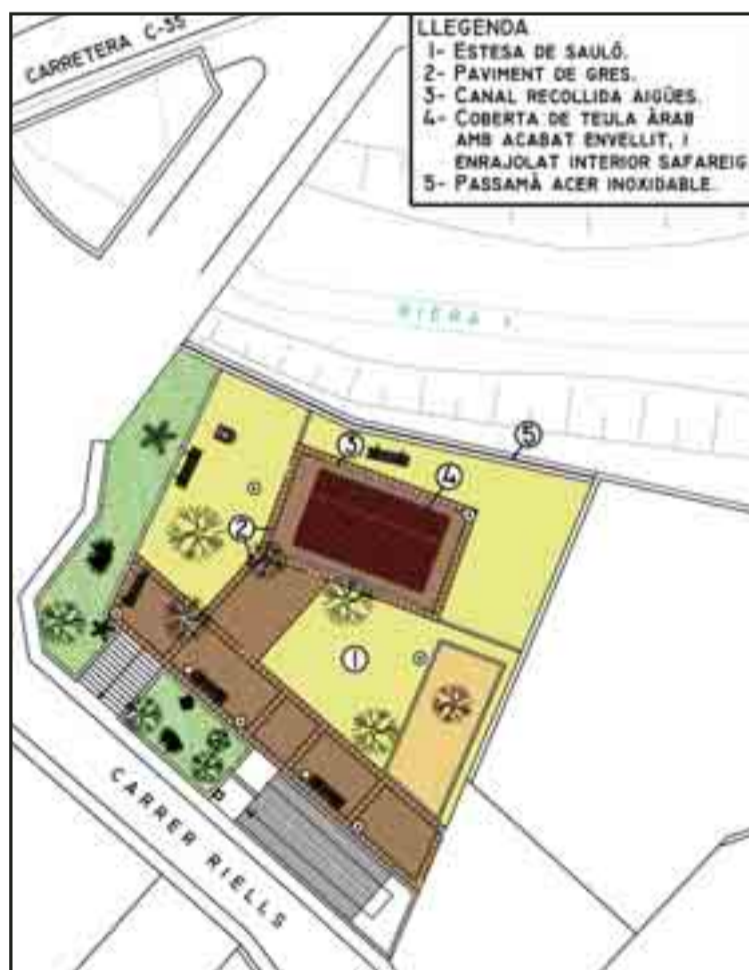 LLEGENDA
1- ESTESA DE SAULÓ.
2- PAVIMENT DE GRES.
3- CANAL RECOLLIDA AIGÜES.
4- COBERTA DE TEULA ÀRAB
AMB ACABAT ENVELLIT, I
ENRAJOLAT INTERIOR SAFAREIG
5- PASSAMÀ ACER INOXIDABLE.
CARRETERA C-35
RIERA
5
3
4
2
1
CARRER RIELLS